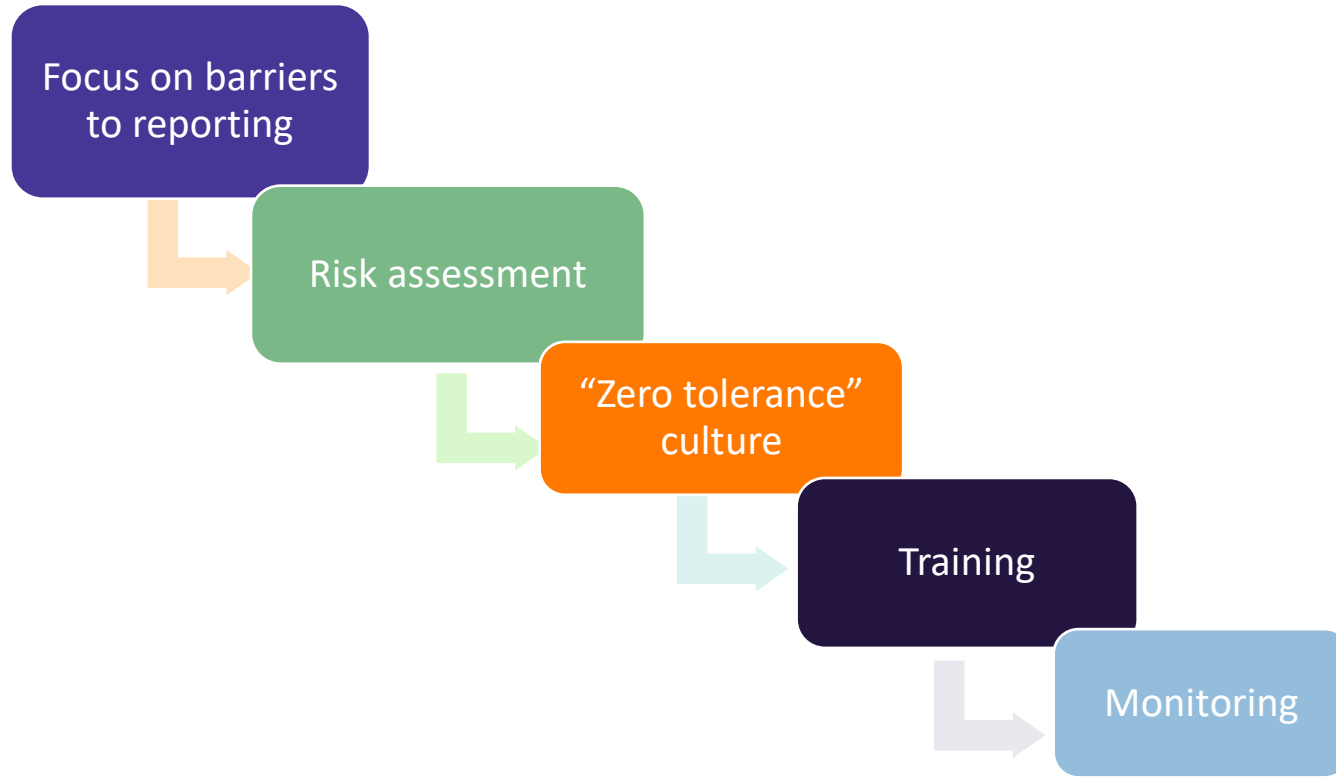 Focus on barriers
to reporting
Risk assessment
“Zero tolerance”
culture
Training
Monitoring